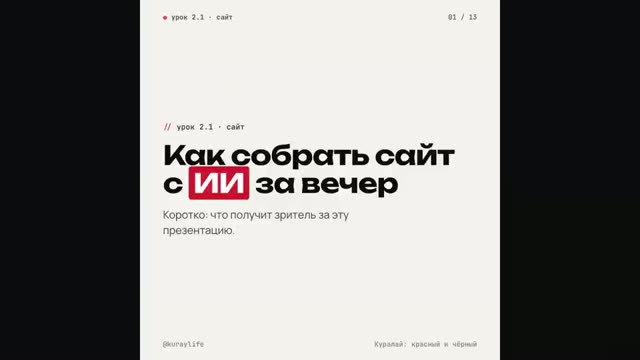 урок 2.1 · сайт
01 / 13
// урок 2.1 · сайт
Как собрать сайт
с ИИ за вечер
Коротко: что получит зритель за эту
презентацию.
@kuraylife
Куралай: красный и чёрный